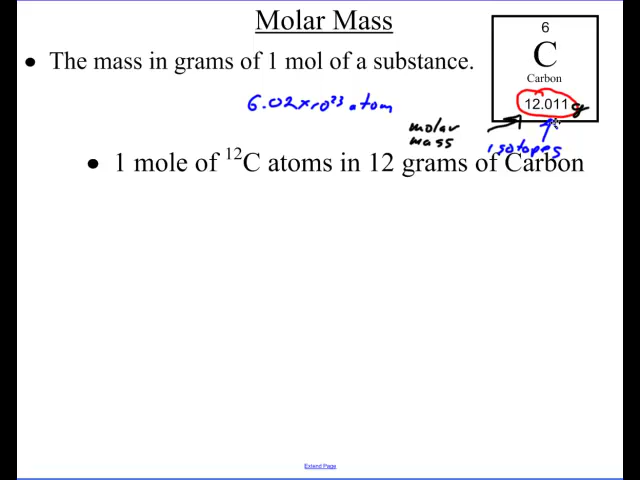 Molar Mass
6
C
Carbon
12.011 g
• The mass in grams of 1 mol of a substance.
6.02x10²³ atom
molar
mass
isotopes
• 1 mole of ¹²C atoms in 12 grams of Carbon
Extend Page